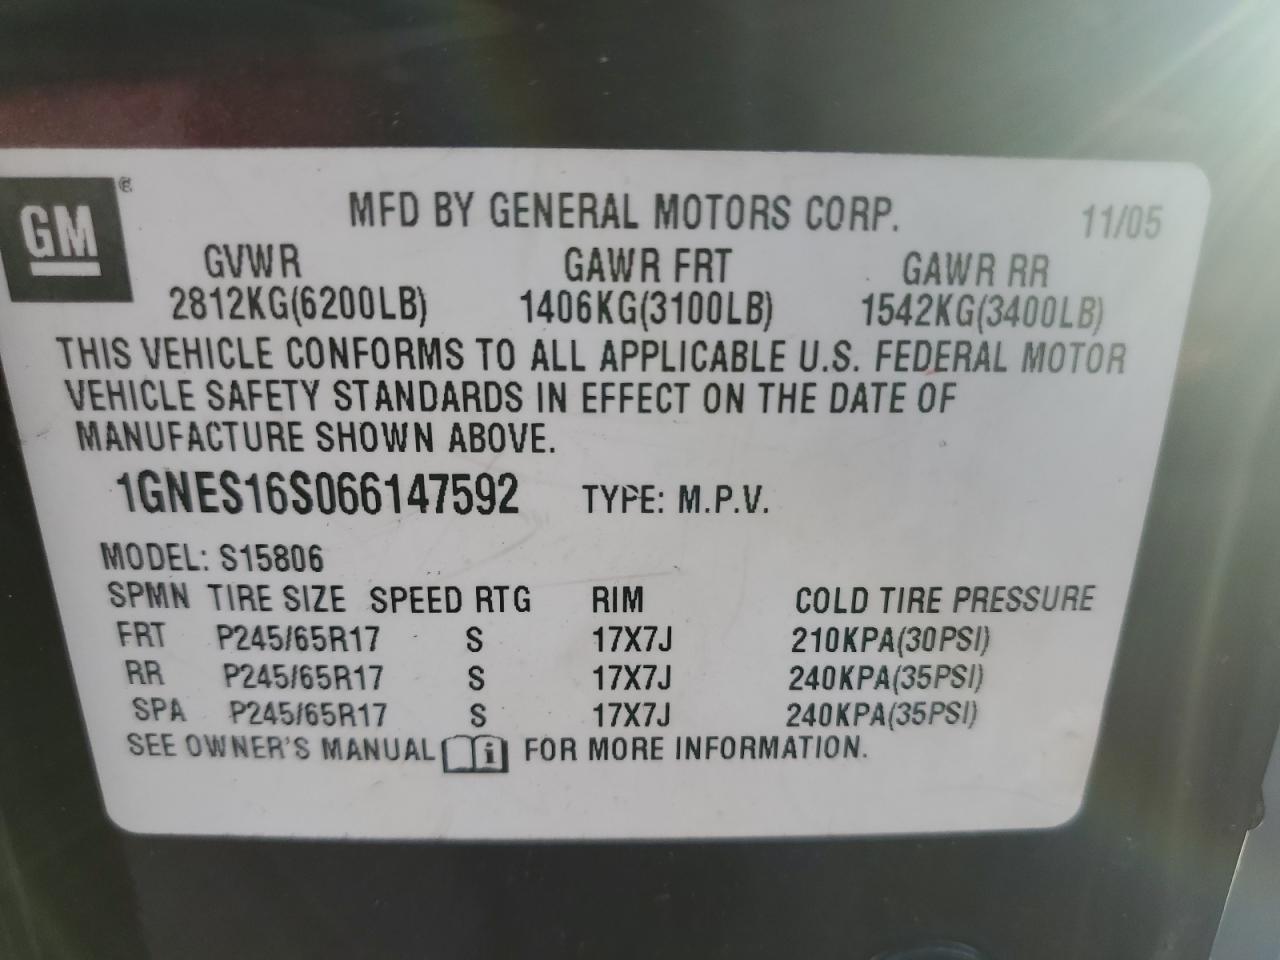 GM ®
MFD BY GENERAL MOTORS CORP. 11/05
GVWR GAWR FRT GAWR RR
2812KG(6200LB) 1406KG(3100LB) 1542KG(3400LB)
THIS VEHICLE CONFORMS TO ALL APPLICABLE U.S. FEDERAL MOTOR
VEHICLE SAFETY STANDARDS IN EFFECT ON THE DATE OF
MANUFACTURE SHOWN ABOVE.
1GNES16S066147592 TYPE: M.P.V.
MODEL: S15806
SPMN TIRE SIZE SPEED RTG RIM COLD TIRE PRESSURE
FRT P245/65R17 S 17X7J 210KPA(30PSI)
RR P245/65R17 S 17X7J 240KPA(35PSI)
SPA P245/65R17 S 17X7J 240KPA(35PSI)
SEE OWNER'S MANUAL i FOR MORE INFORMATION.